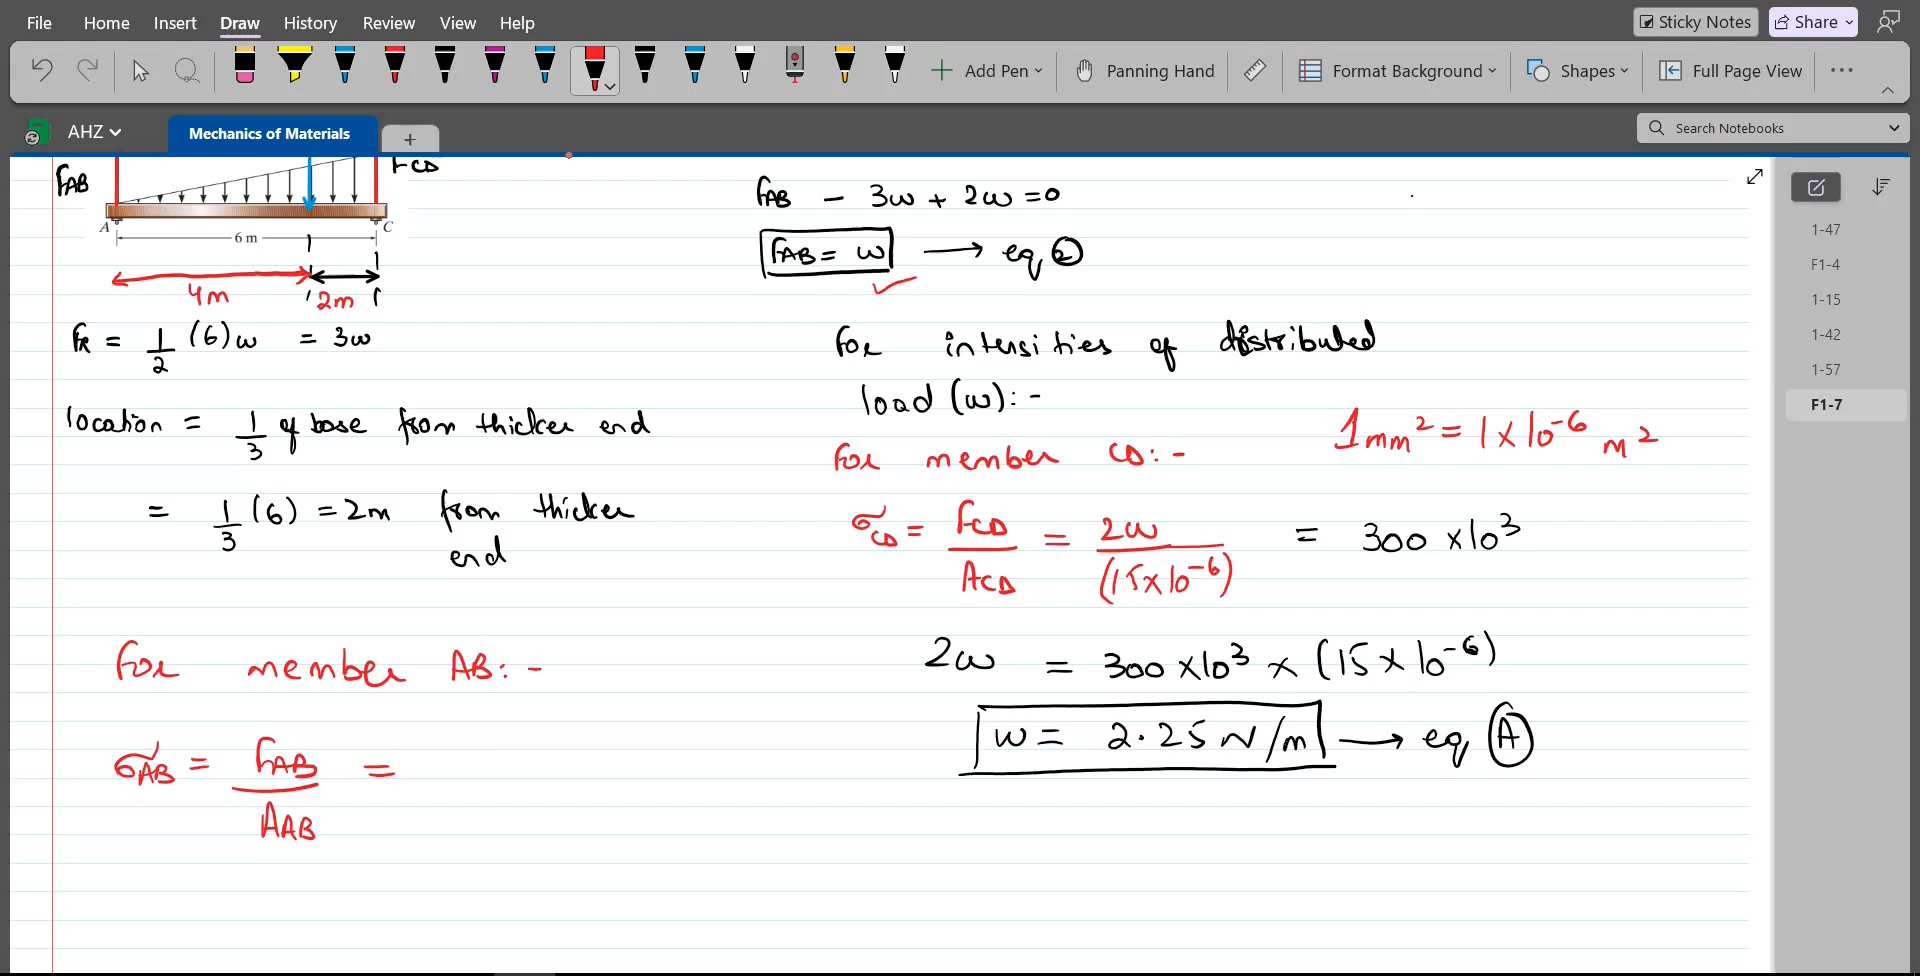 File Home Insert Draw History Review View Help Sticky Notes Share
Add Pen Panning Hand Format Background Shapes Full Page View
AHZ Mechanics of Materials + Search Notebooks
1-47
F1-4
1-15
1-42
1-57
F1-7
FAB FCD
A C
6 m
4m 2m
FR = 1/2 (6) w = 3w
location = 1/3 of base from thicker end
= 1/3 (6) = 2m from thicker
end
For member AB:-
σAB = FAB/AAB =
FAB - 3w + 2w = 0
FAB = w → eq ②
For intensities of distributed
load (w):-
For member CD:-
1mm² = 1 x 10⁻⁶ m²
σCD = FCD/ACD = 2w/(15x10⁻⁶) = 300 x10³
2w = 300 x10³ x (15 x 10⁻⁶)
w = 2.25 N/m → eq Ⓐ